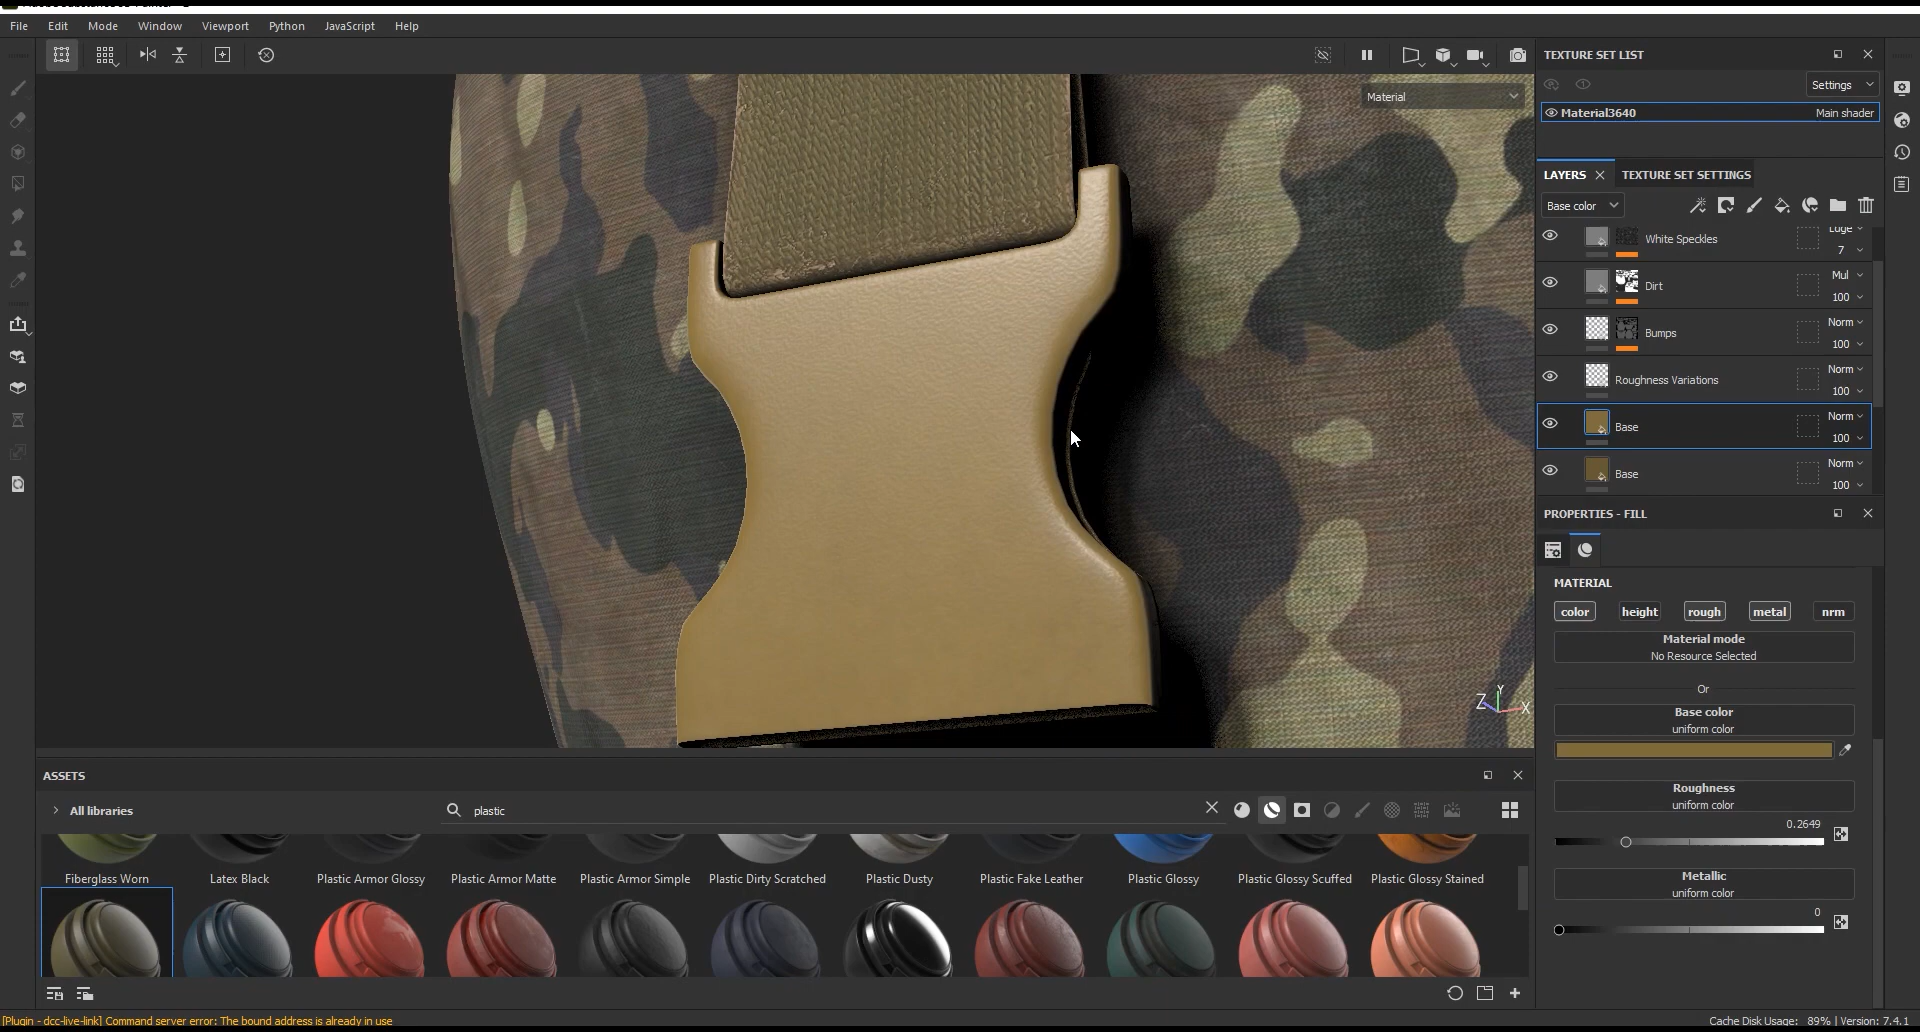 File Edit Mode Window Viewport Python JavaScript Help
TEXTURE SET LIST
Settings
Material3640 Main shader
Material
LAYERS TEXTURE SET SETTINGS
Base color
White Speckles
7
Dirt Mul
100
Bumps Norm
100
Roughness Variations Norm
100
Base Norm
100
Base Norm
100
PROPERTIES - FILL
MATERIAL
color height rough metal nrm
Material mode
No Resource Selected
Or
Base color
uniform color
Roughness
uniform color
0.2649
Metallic
uniform color
0
Z Y X
ASSETS
All libraries
plastic
Fiberglass Worn Latex Black Plastic Armor Glossy Plastic Armor Matte Plastic Armor Simple Plastic Dirty Scratched Plastic Dusty Plastic Fake Leather Plastic Glossy Plastic Glossy Scuffed Plastic Glossy Stained
[Plugin - dcc-live-link] Command server error: The bound address is already in use
Cache Disk Usage: 89% | Version: 7.4.1